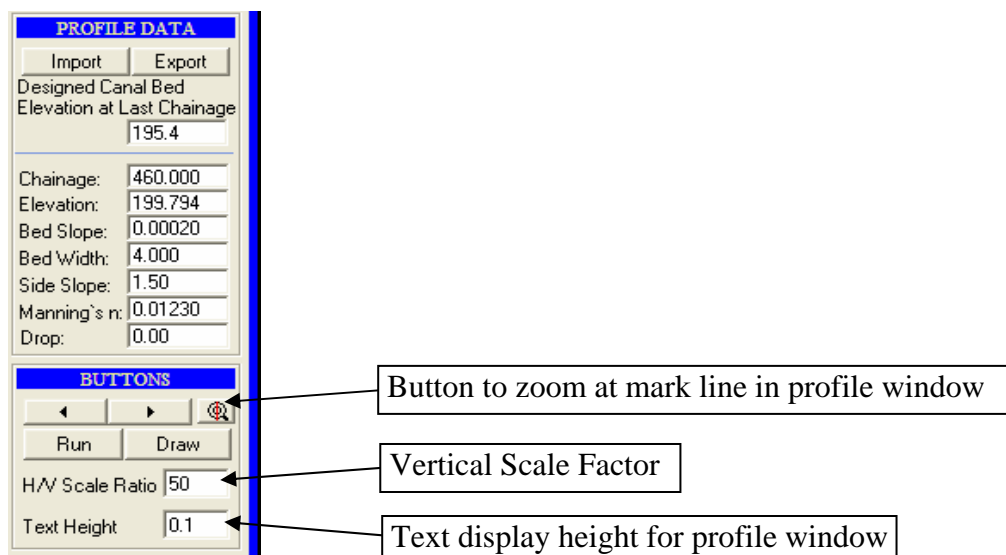 PROFILE DATA
Import Export
Designed Canal Bed
Elevation at Last Chainage
195.4
Chainage: 460.000
Elevation: 199.794
Bed Slope: 0.00020
Bed Width: 4.000
Side Slope: 1.50
Manning`s n: 0.01230
Drop: 0.00
BUTTONS
Button to zoom at mark line in profile window
Run Draw
H/V Scale Ratio 50 Vertical Scale Factor
Text Height 0.1 Text display height for profile window